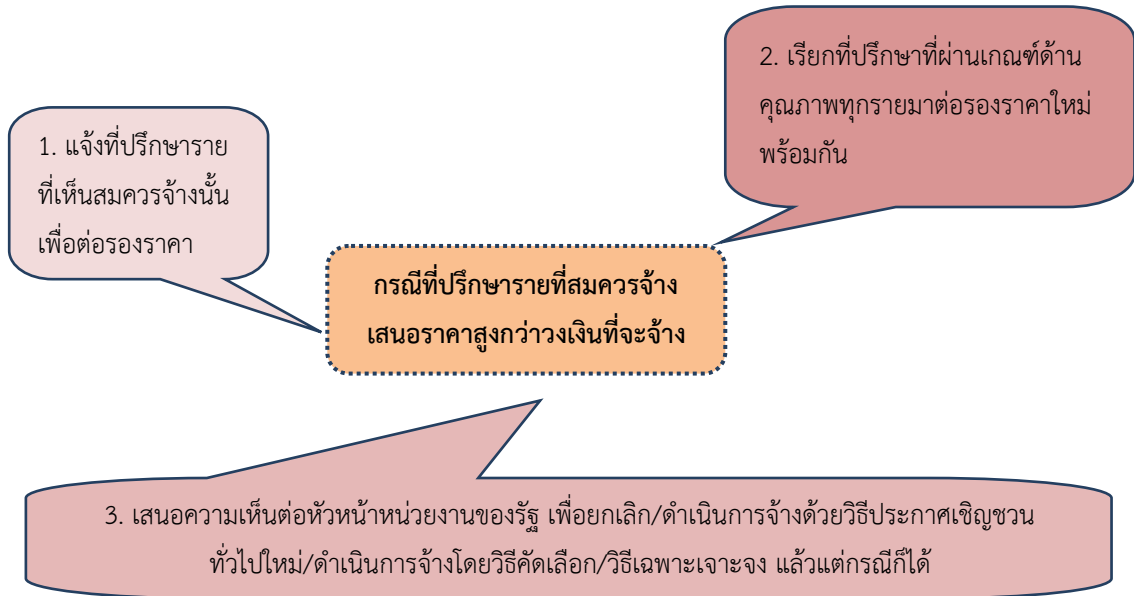 1. แจ้งที่ปรึกษาราย
ที่เห็นสมควรจ้างนั้น
เพื่อต่อรองราคา
2. เรียกที่ปรึกษาที่ผ่านเกณฑ์ด้าน
คุณภาพทุกรายมาต่อรองราคาใหม่
พร้อมกัน
กรณีที่ปรึกษารายที่สมควรจ้าง
เสนอราคาสูงกว่าวงเงินที่จะจ้าง
3. เสนอความเห็นต่อหัวหน้าหน่วยงานของรัฐ เพื่อยกเลิก/ดำเนินการจ้างด้วยวิธีประกาศเชิญชวน
ทั่วไปใหม่/ดำเนินการจ้างโดยวิธีคัดเลือก/วิธีเฉพาะเจาะจง แล้วแต่กรณีก็ได้